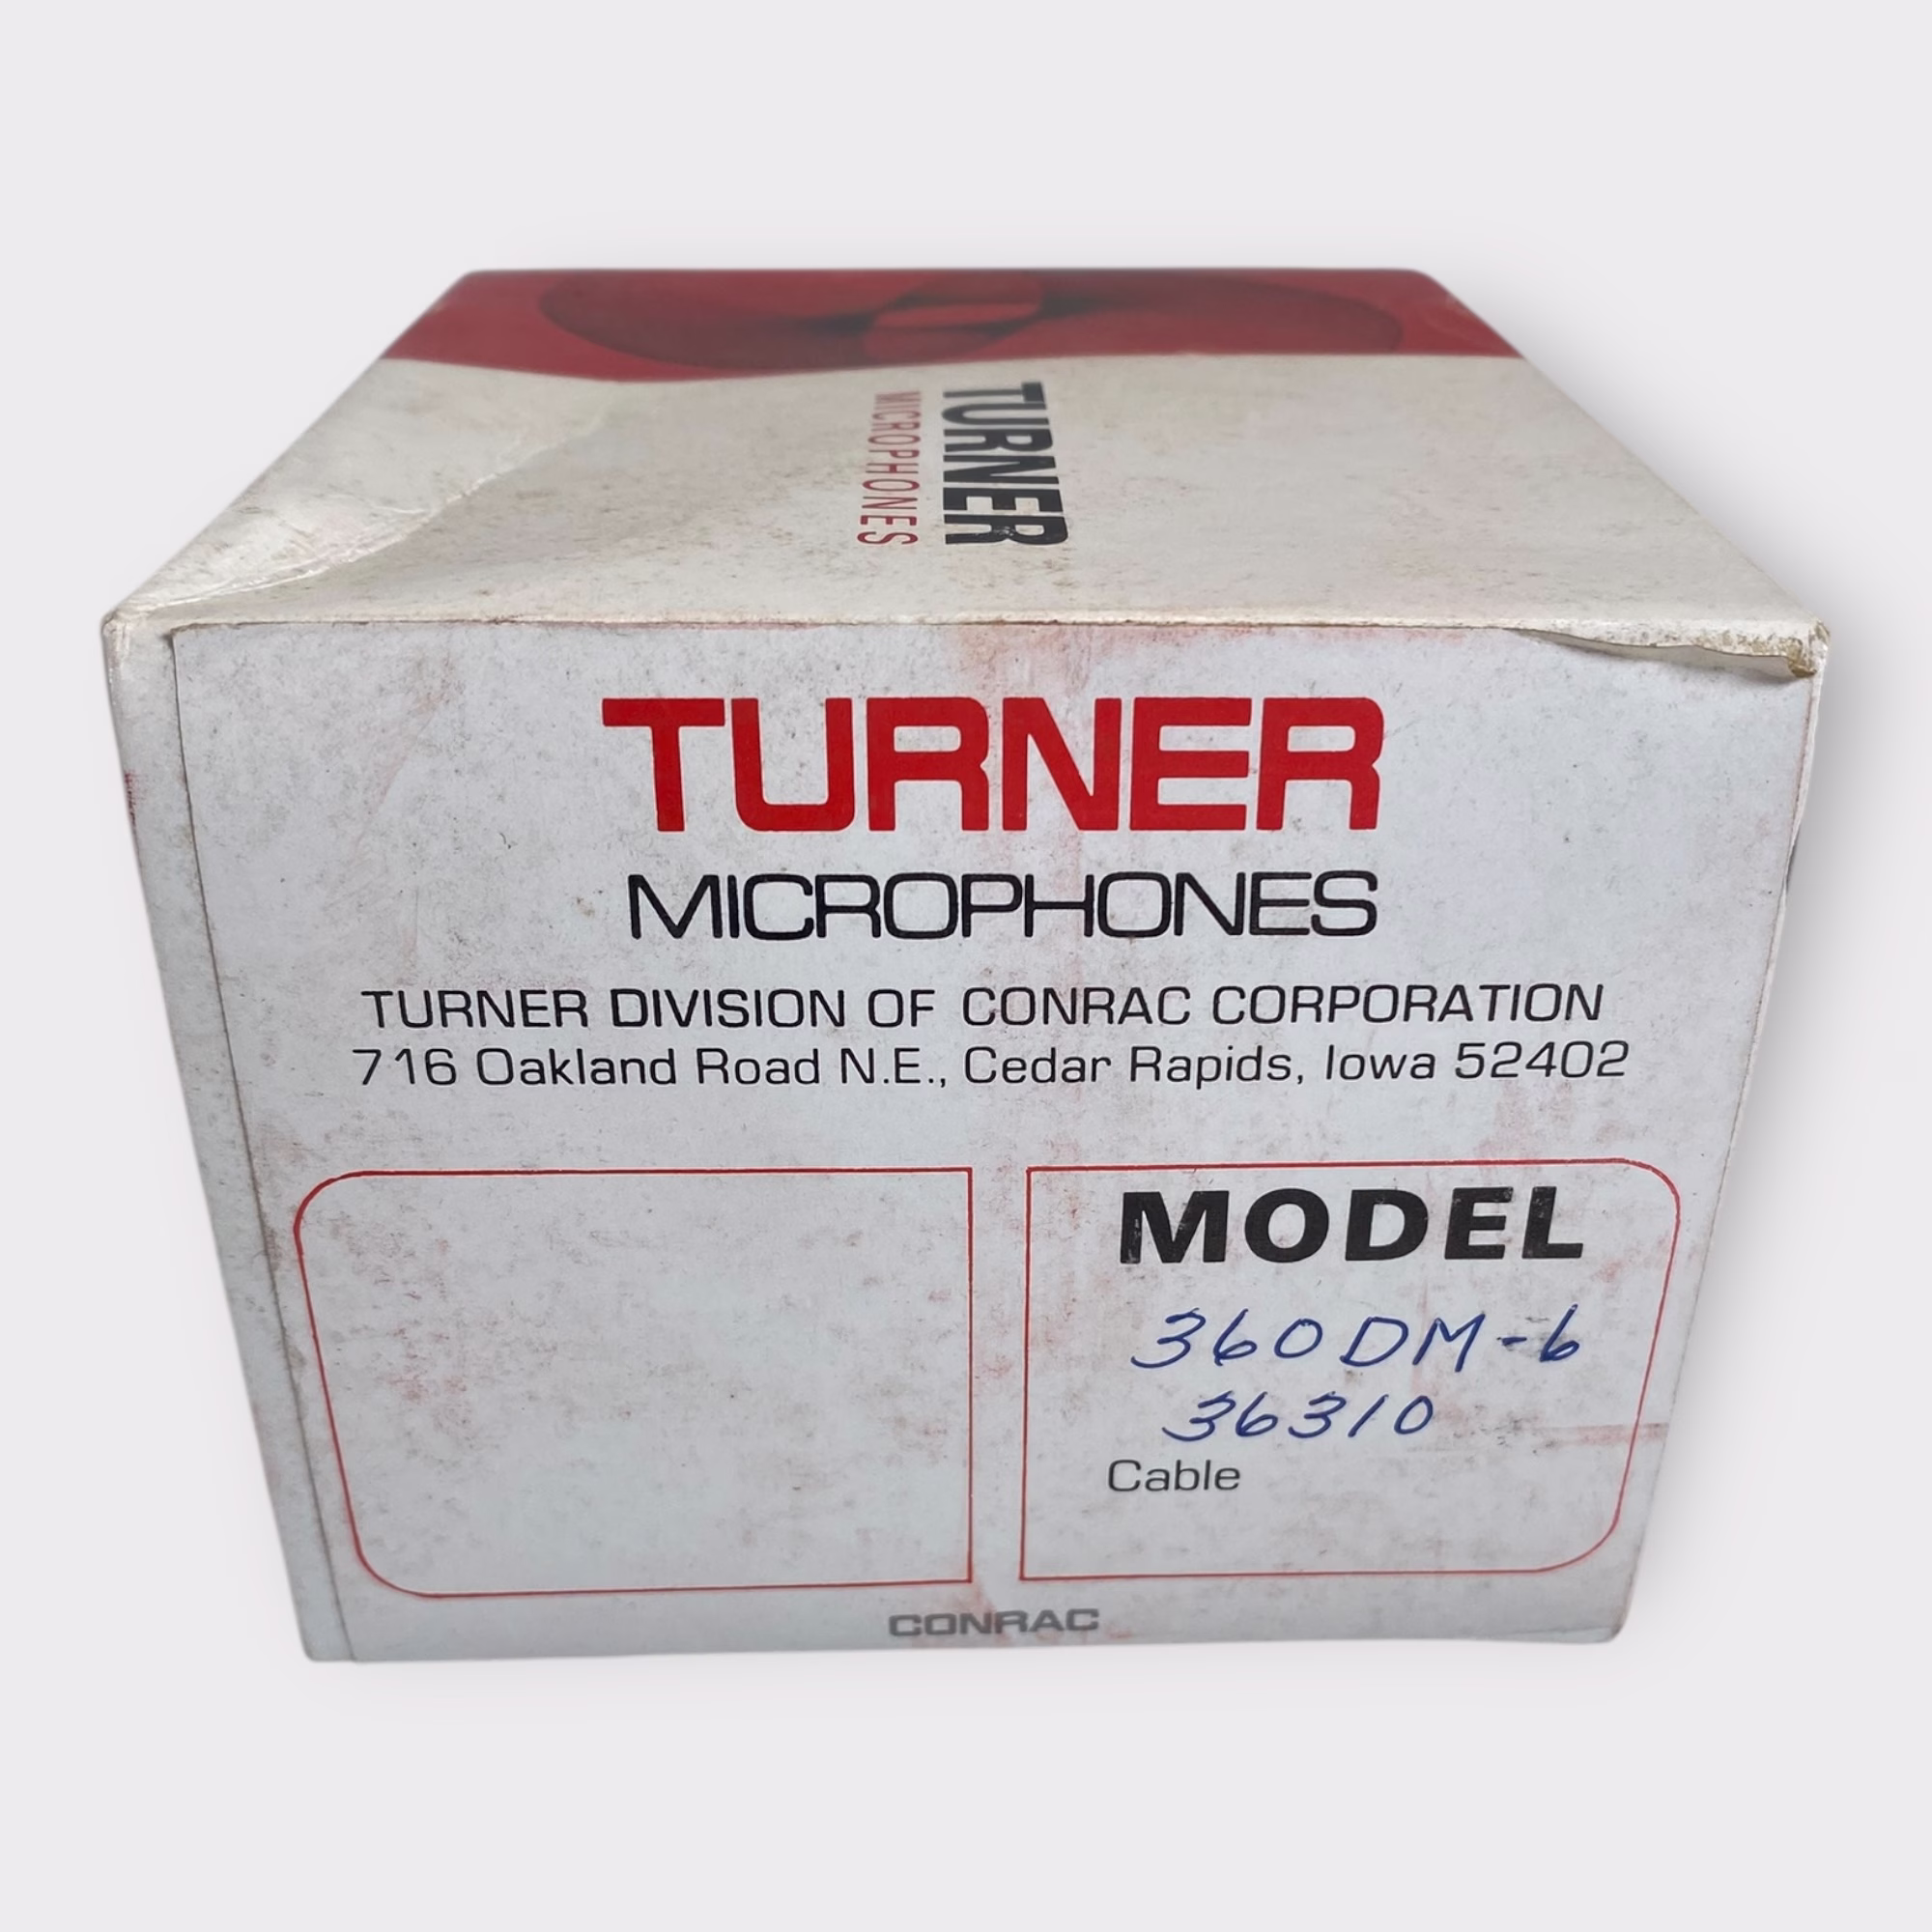 TURNER
MICROPHONES
TURNER
MICROPHONES
TURNER DIVISION OF CONRAC CORPORATION
716 Oakland Road N.E., Cedar Rapids, Iowa 52402
MODEL
360DM-6
36310
Cable
CONRAC